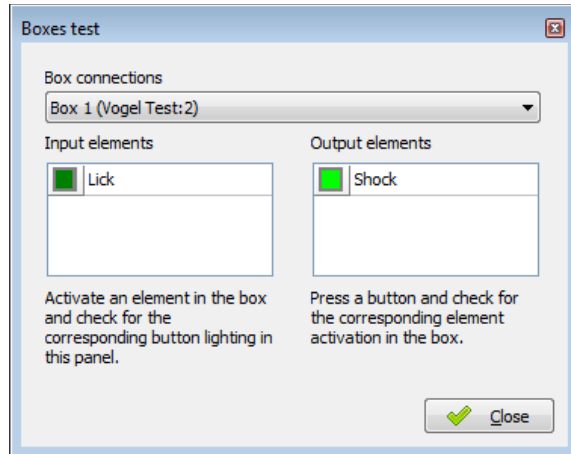 Boxes test
Box connections
Box 1 (Vogel Test:2)
Input elements
Output elements
Lick
Shock
Activate an element in the box
and check for the
corresponding button lighting in
this panel.
Press a button and check for
the corresponding element
activation in the box.
Close